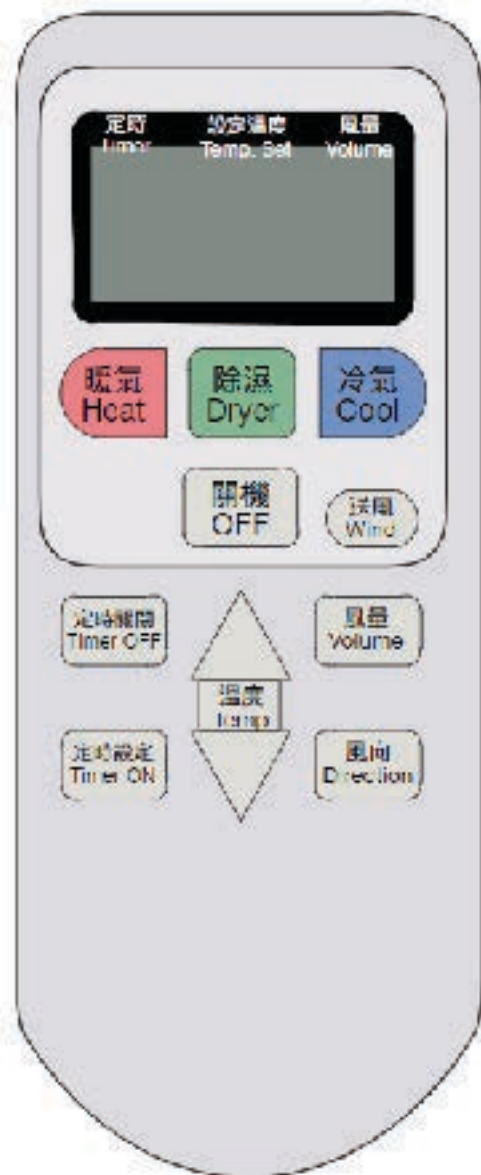 定時 設定溫度 風量
Timer Temp. Set Volume
暖氣 除濕 冷氣
Heat Dryer Cool
關機 送風
OFF Wind
定時關閉 風量
Timer OFF Volume
溫度
Temp
定時設定 風向
Timer ON Direction